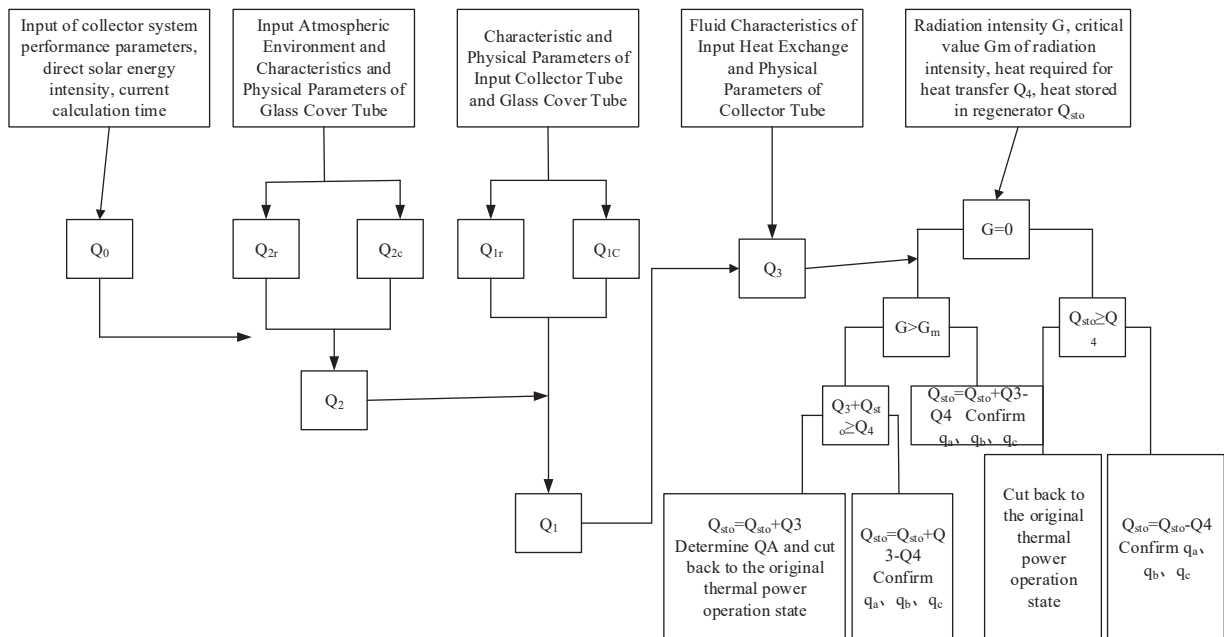 Input of collector system
performance parameters,
direct solar energy
intensity, current
calculation time
Input Atmospheric
Environment and
Characteristics and
Physical Parameters of
Glass Cover Tube
Characteristic and
Physical Parameters of
Input Collector Tube
and Glass Cover Tube
Fluid Characteristics of
Input Heat Exchange
and Physical
Parameters of
Collector Tube
Radiation intensity G, critical
value Gm of radiation
intensity, heat required for
heat transfer Q4, heat stored
in regenerator Qsto
Q0
Q2r
Q2c
Q1r
Q1C
Q3
G=0
G>Gm
Qsto≥Q
4
Q2
Q3+Qst
o≥Q4
Qsto=Qsto+Q3-
Q4 Confirm
qa、qb、qc
Q1
Qsto=Qsto+Q3
Determine QA and cut
back to the original
thermal power
operation state
Qsto=Qsto+Q
3-Q4
Confirm
qa、qb、qc
Cut back to
the original
thermal
power
operation
state
Qsto=Qsto-Q4
Confirm qa、
qb、qc